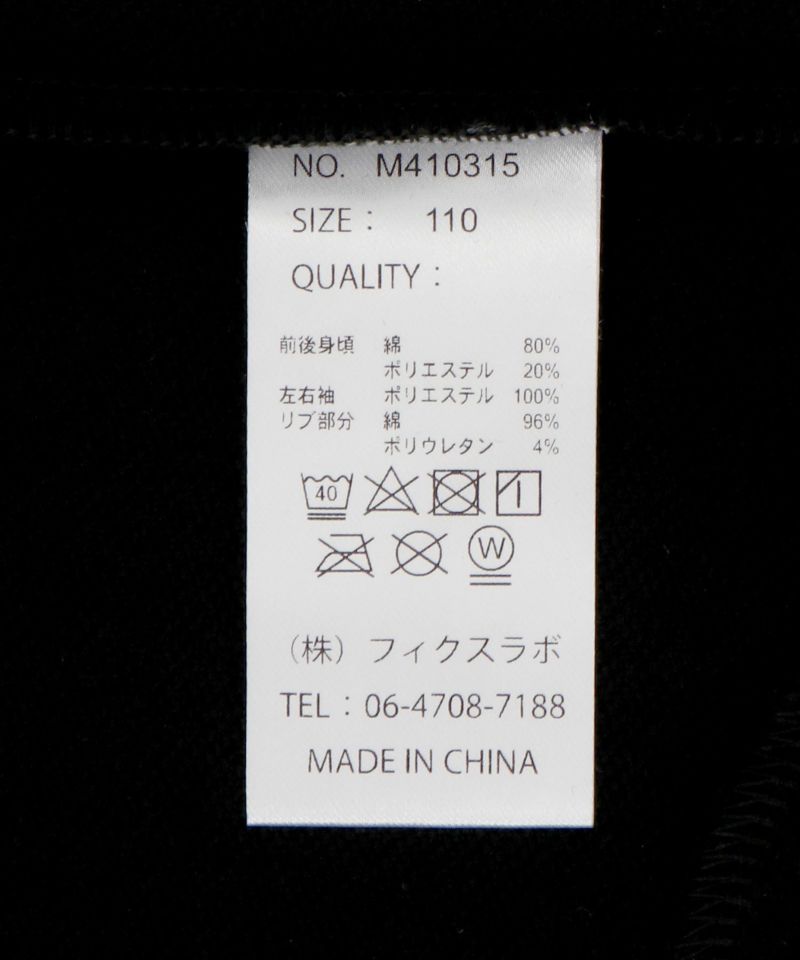 NO. M410315
SIZE： 110
QUALITY：
前後身頃 綿 80%
ポリエステル 20%
左右袖 ポリエステル 100%
リブ部分 綿 96%
ポリウレタン 4%
40
W
（株）フィクスラボ
TEL：06-4708-7188
MADE IN CHINA